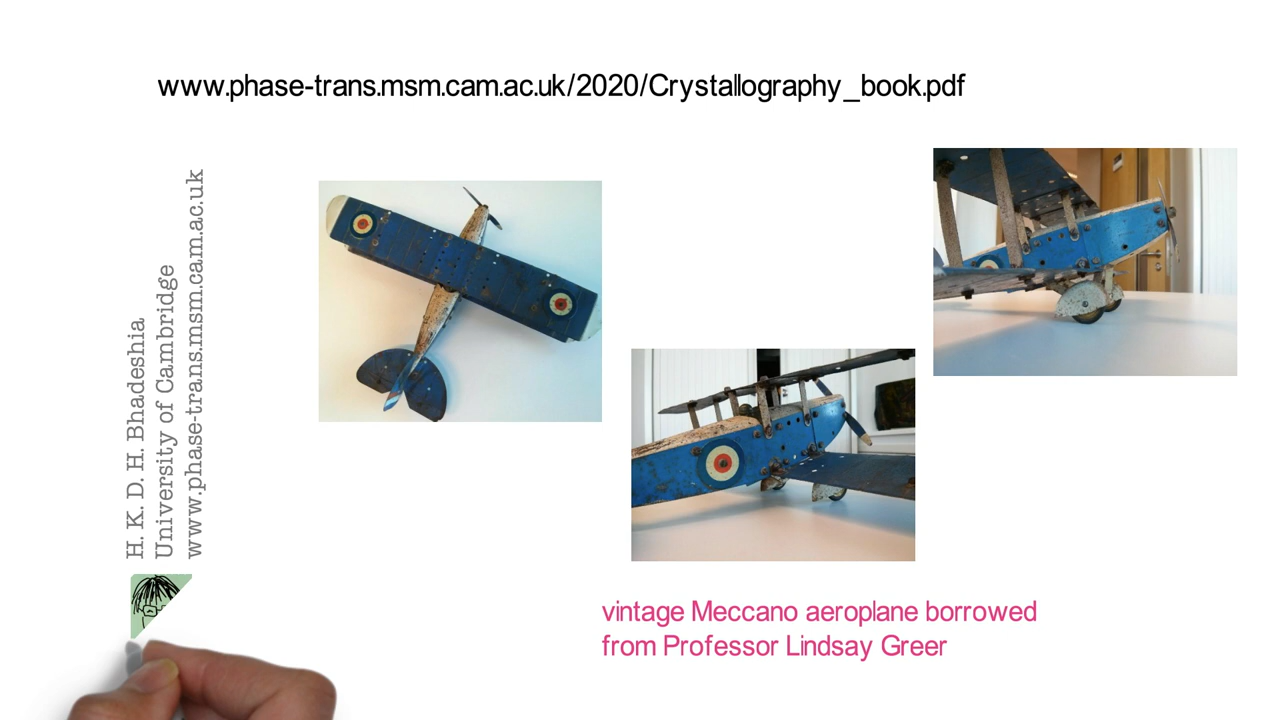 www.phase-trans.msm.cam.ac.uk/2020/Crystallography_book.pdf
H. K. D. H. Bhadeshia
University of Cambridge
www.phase-trans.msm.cam.ac.uk
vintage Meccano aeroplane borrowed
from Professor Lindsay Greer